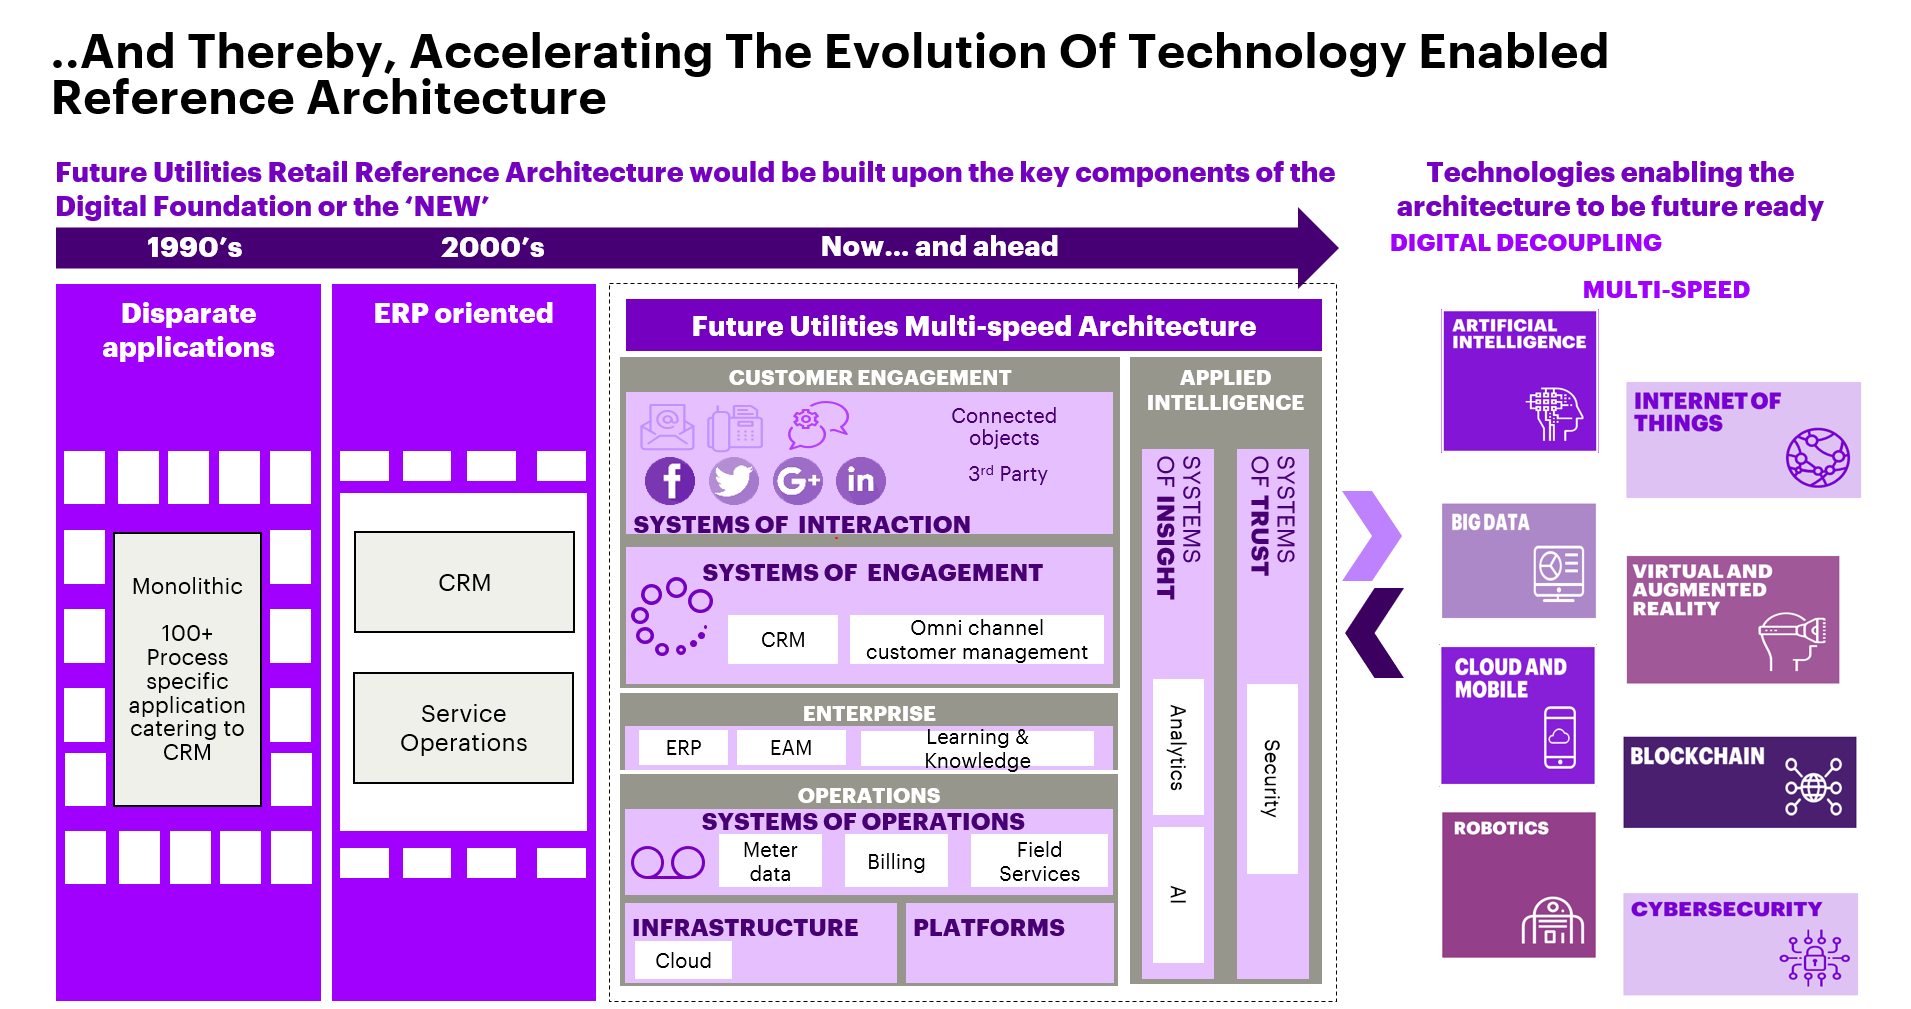 ..And Thereby, Accelerating The Evolution Of Technology Enabled
Reference Architecture
Future Utilities Retail Reference Architecture would be built upon the key components of the
Digital Foundation or the ‘NEW’
1990’s
2000’s
Now... and ahead
Disparate
applications
Monolithic
100+
Process
specific
application
catering to
CRM
ERP oriented
CRM
Service
Operations
Future Utilities Multi-speed Architecture
CUSTOMER ENGAGEMENT
Connected
objects
3rd Party
f
G+
in
SYSTEMS OF INTERACTION
SYSTEMS OF ENGAGEMENT
CRM
Omni channel
customer management
ENTERPRISE
ERP
EAM
Learning &
Knowledge
OPERATIONS
SYSTEMS OF OPERATIONS
Meter
data
Billing
Field
Services
INFRASTRUCTURE
Cloud
PLATFORMS
APPLIED
INTELLIGENCE
SYSTEMS
OF INSIGHT
Analytics
AI
SYSTEMS
OF TRUST
Security
Technologies enabling the
architecture to be future ready
DIGITAL DECOUPLING
MULTI-SPEED
ARTIFICIAL
INTELLIGENCE
INTERNET OF
THINGS
BIG DATA
VIRTUAL AND
AUGMENTED
REALITY
CLOUD AND
MOBILE
BLOCKCHAIN
ROBOTICS
CYBERSECURITY